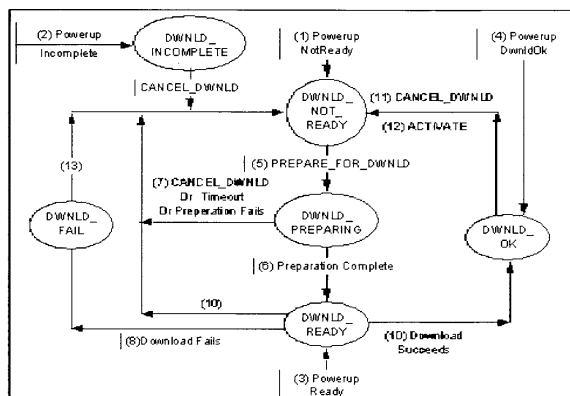 (2) Powerup
Incomplete
DWNLD_
INCOMPLETE
(1) Powerup
NotReady
(4) Powerup
DwnldOk
CANCEL_DWNLD
DWNLD_
NOT_
READY
(11) CANCEL_DWNLD
(12) ACTIVATE
(13)
(5) PREPARE_FOR_DWNLD
(7) CANCEL_DWNLD
Or Timeout
Or Preperation Fails
DWNLD_
FAIL
DWNLD_
PREPARING
DWNLD_
OK
(6) Preparation Complete
(10)
DWNLD_
READY
(8)Download Fails
(10) Download
Succeeds
(3) Powerup
Ready